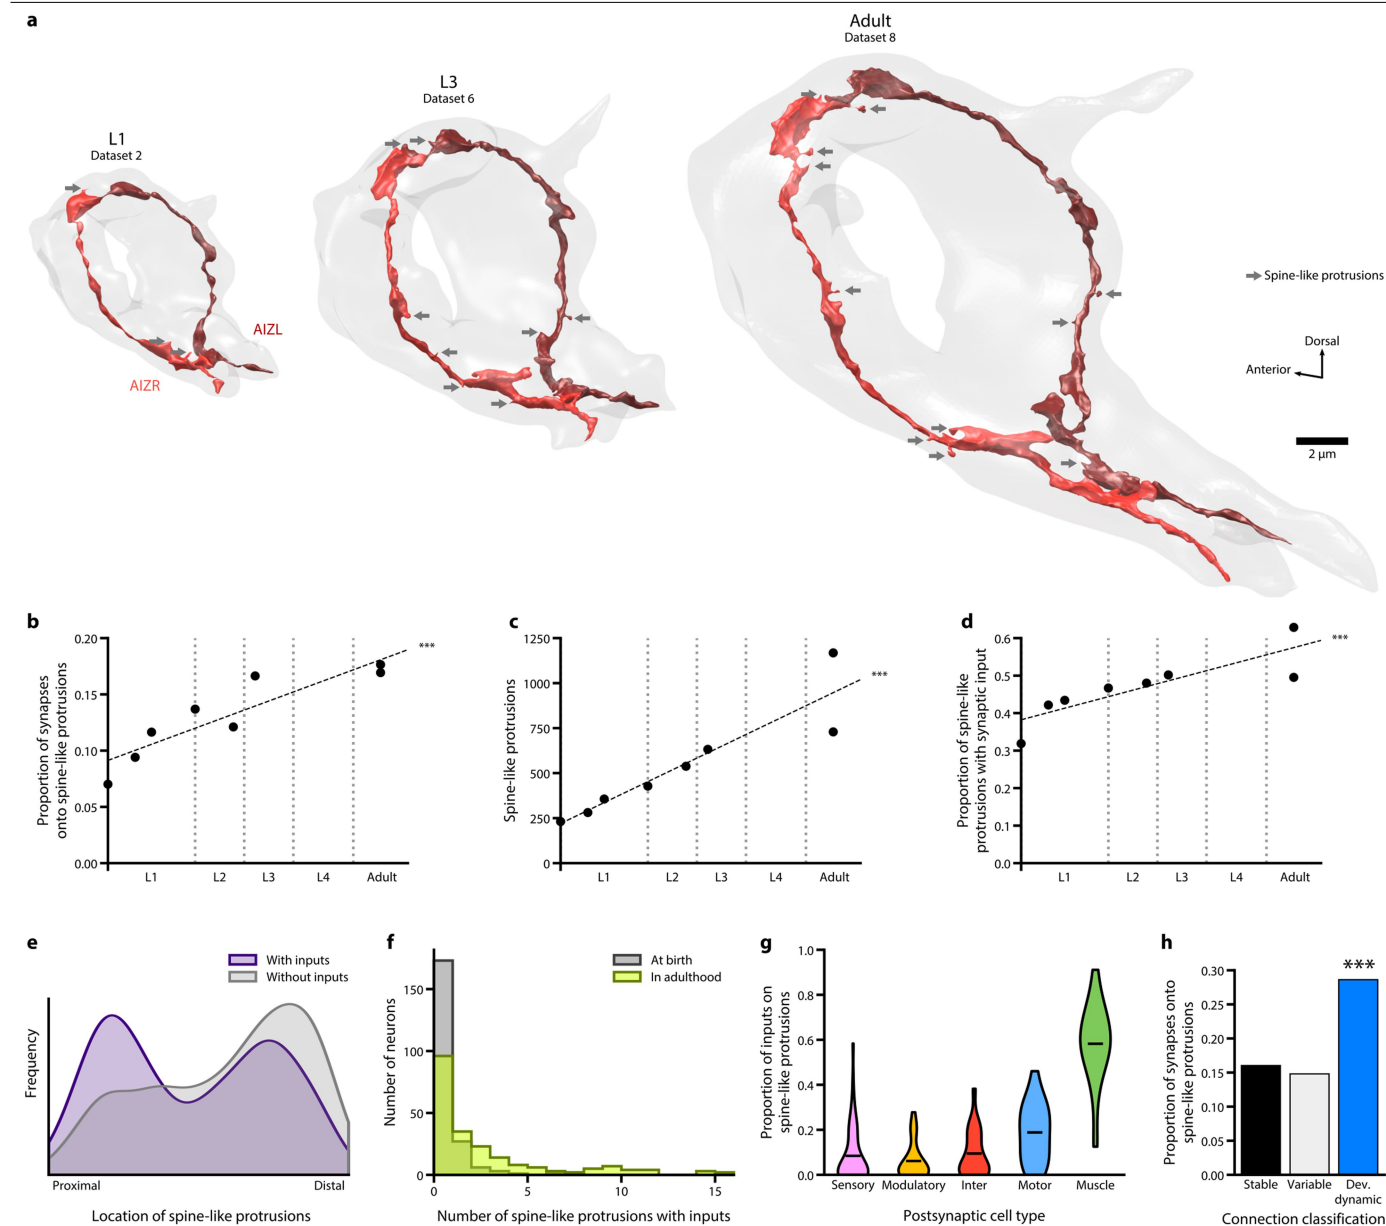 a
L1
Dataset 2
L3
Dataset 6
Adult
Dataset 8
AIZL
AIZR
Spine-like protrusions
Dorsal
Anterior
2 μm
b
Proportion of synapses
onto spine-like protrusions
0.20
0.15
0.10
0.05
0.00
***
L1 L2 L3 L4 Adult
c
Spine-like protrusions
1250
1000
750
500
250
0
***
L1 L2 L3 L4 Adult
d
Proportion of spine-like
protrusions with synaptic input
0.6
0.5
0.4
0.3
0.2
0.1
0.0
***
L1 L2 L3 L4 Adult
e
With inputs
Without inputs
Frequency
Proximal Distal
Location of spine-like protrusions
f
At birth
In adulthood
Number of neurons
150
100
50
0
0 5 10 15
Number of spine-like protrusions with inputs
g
Proportion of inputs on
spine-like protrusions
1.0
0.8
0.6
0.4
0.2
0.0
Sensory Modulatory Inter Motor Muscle
Postsynaptic cell type
h
Proportion of synapses onto
spine-like protrusions
0.30
0.25
0.20
0.15
0.10
0.05
0.00
***
Stable Variable Dev.
dynamic
Connection classification